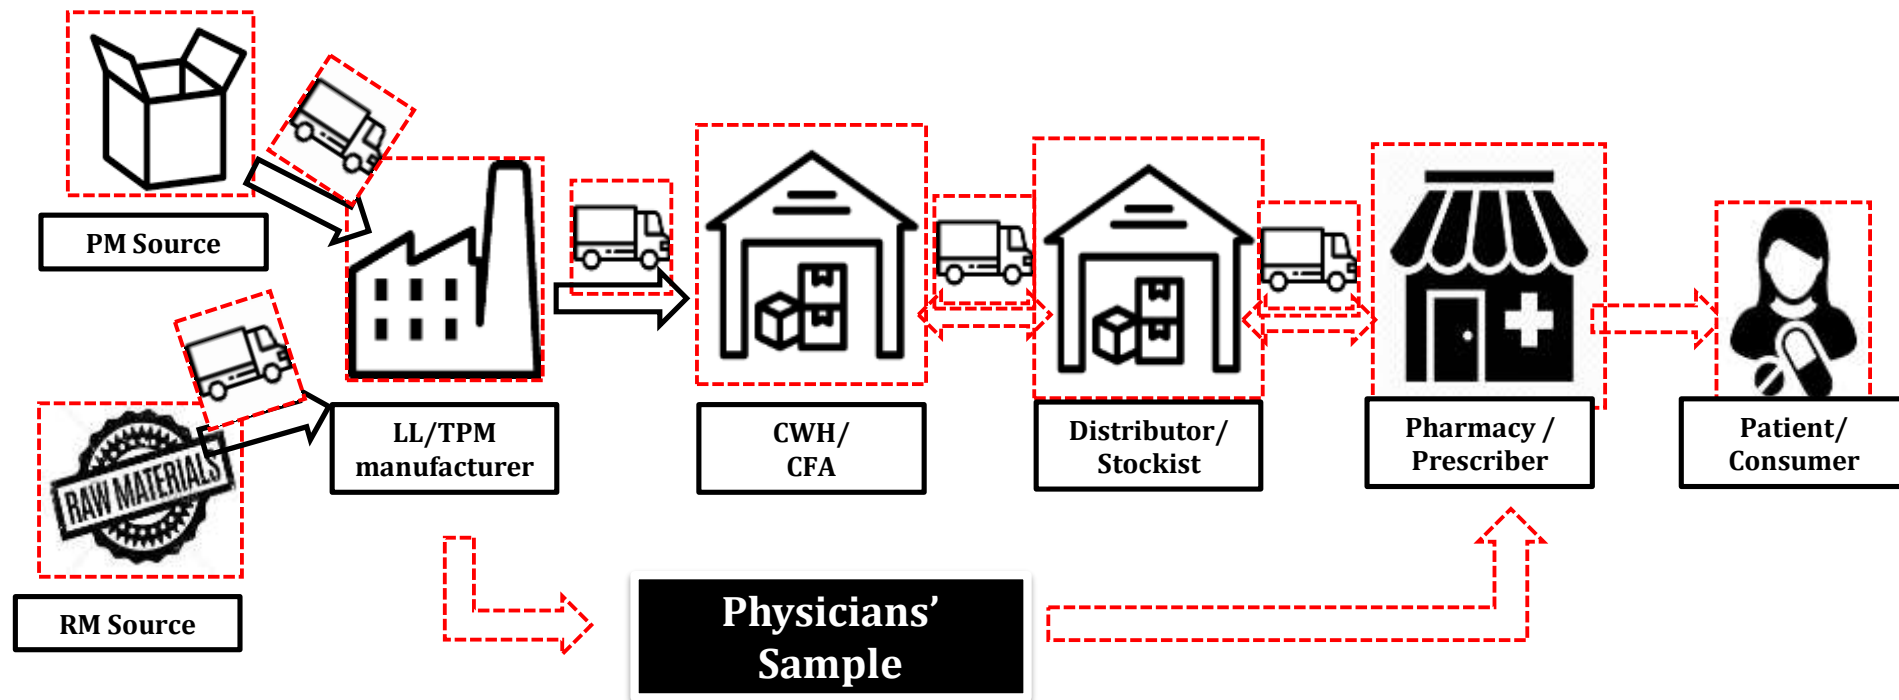 PM Source
RAW MATERIALS
RM Source
LL/TPM
manufacturer
CWH/
CFA
Distributor/
Stockist
Pharmacy /
Prescriber
Patient/
Consumer
Physicians’
Sample